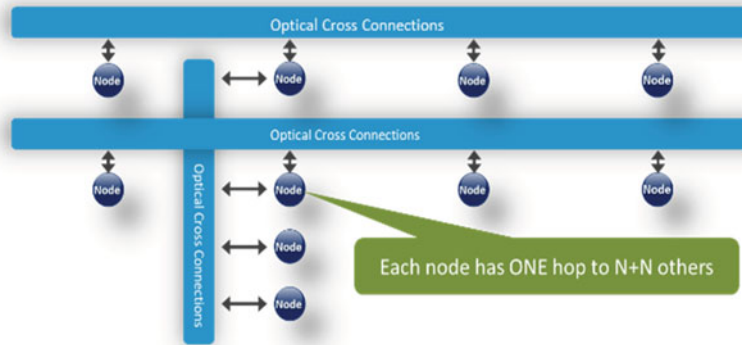 Optical Cross Connections
Node
Node
Node
Node
Optical Cross Connections
Node
Node
Node
Node
Optical Cross Connections
Node
Each node has ONE hop to N+N others
Node